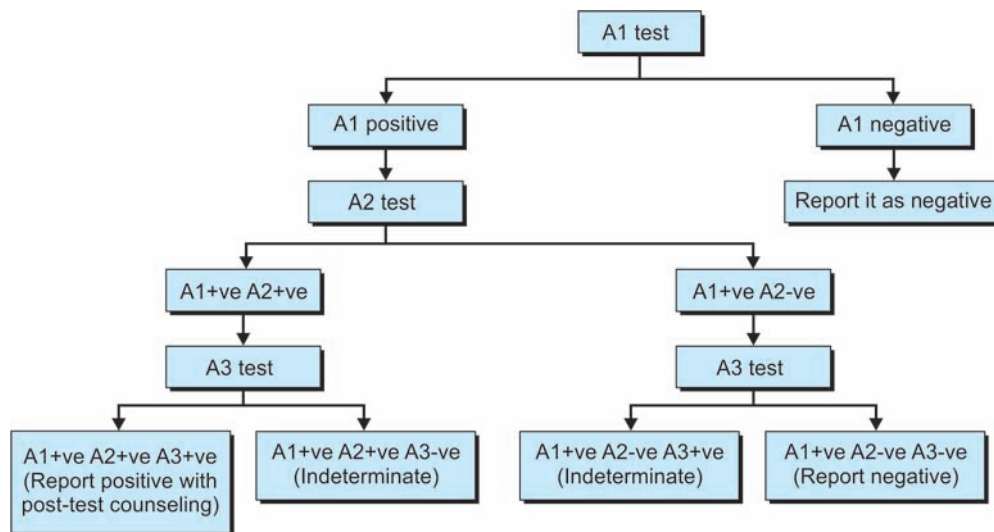 A1 test
A1 positive
A1 negative
A2 test
Report it as negative
A1+ve A2+ve
A1+ve A2-ve
A3 test
A3 test
A1+ve A2+ve A3+ve
(Report positive with
post-test counseling)
A1+ve A2+ve A3-ve
(Indeterminate)
A1+ve A2-ve A3+ve
(Indeterminate)
A1+ve A2-ve A3-ve
(Report negative)